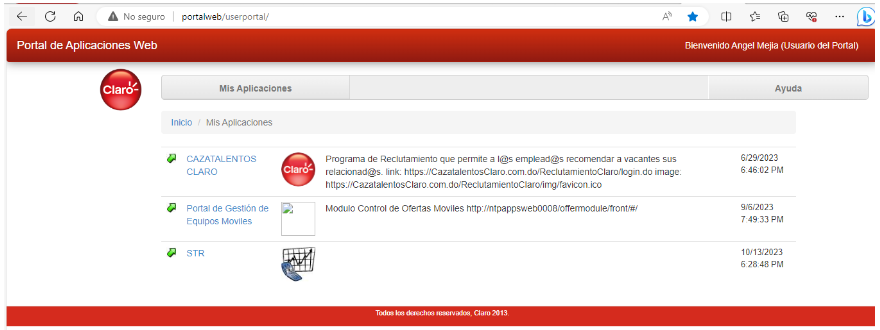 No seguro
portalweb/userportal/
Portal de Aplicaciones Web
Bienvenido Angel Mejia (Usuario del Portal)
Claro
Mis Aplicaciones
Ayuda
Inicio / Mis Aplicaciones
CAZATALENTOS
CLARO
Claro
Programa de Reclutamiento que permite a l@s emplead@s recomendar a vacantes sus
relacionad@s. link: https://CazatalentosClaro.com.do/ReclutamientoClaro/login.do image:
https://CazatalentosClaro.com.do/ReclutamientoClaro/img/favicon.ico
6/29/2023
6:46:02 PM
Portal de Gestión de
Equipos Moviles
Modulo Control de Ofertas Moviles http://ntpappsweb0008/offermodule/front/#/
9/6/2023
7:49:33 PM
STR
10/13/2023
6:28:48 PM
Todos los derechos reservados, Claro 2013.